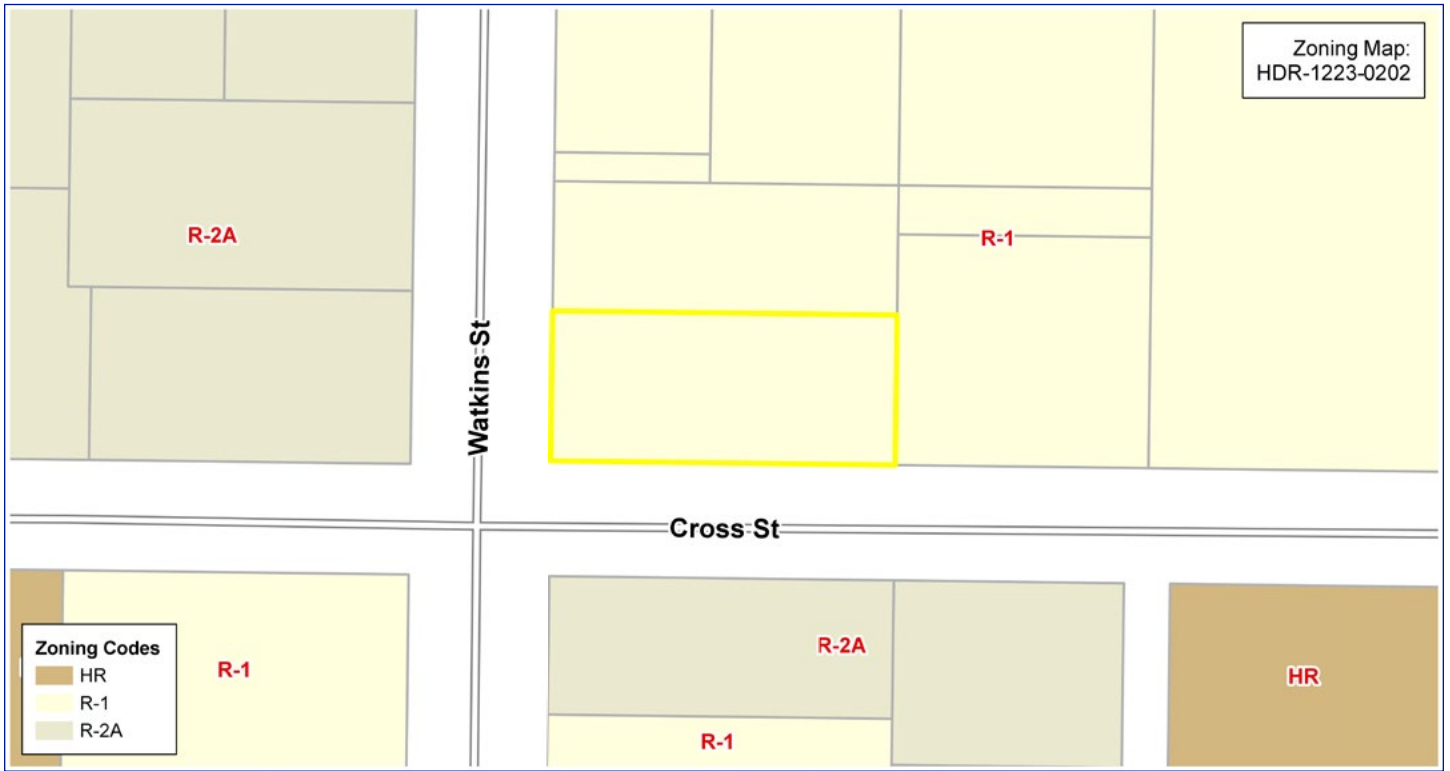 Zoning Map:
HDR-1223-0202
R-2A
R-1
Watkins St
Cross St
Zoning Codes
HR
R-1
R-2A
R-1
R-2A
R-1
HR